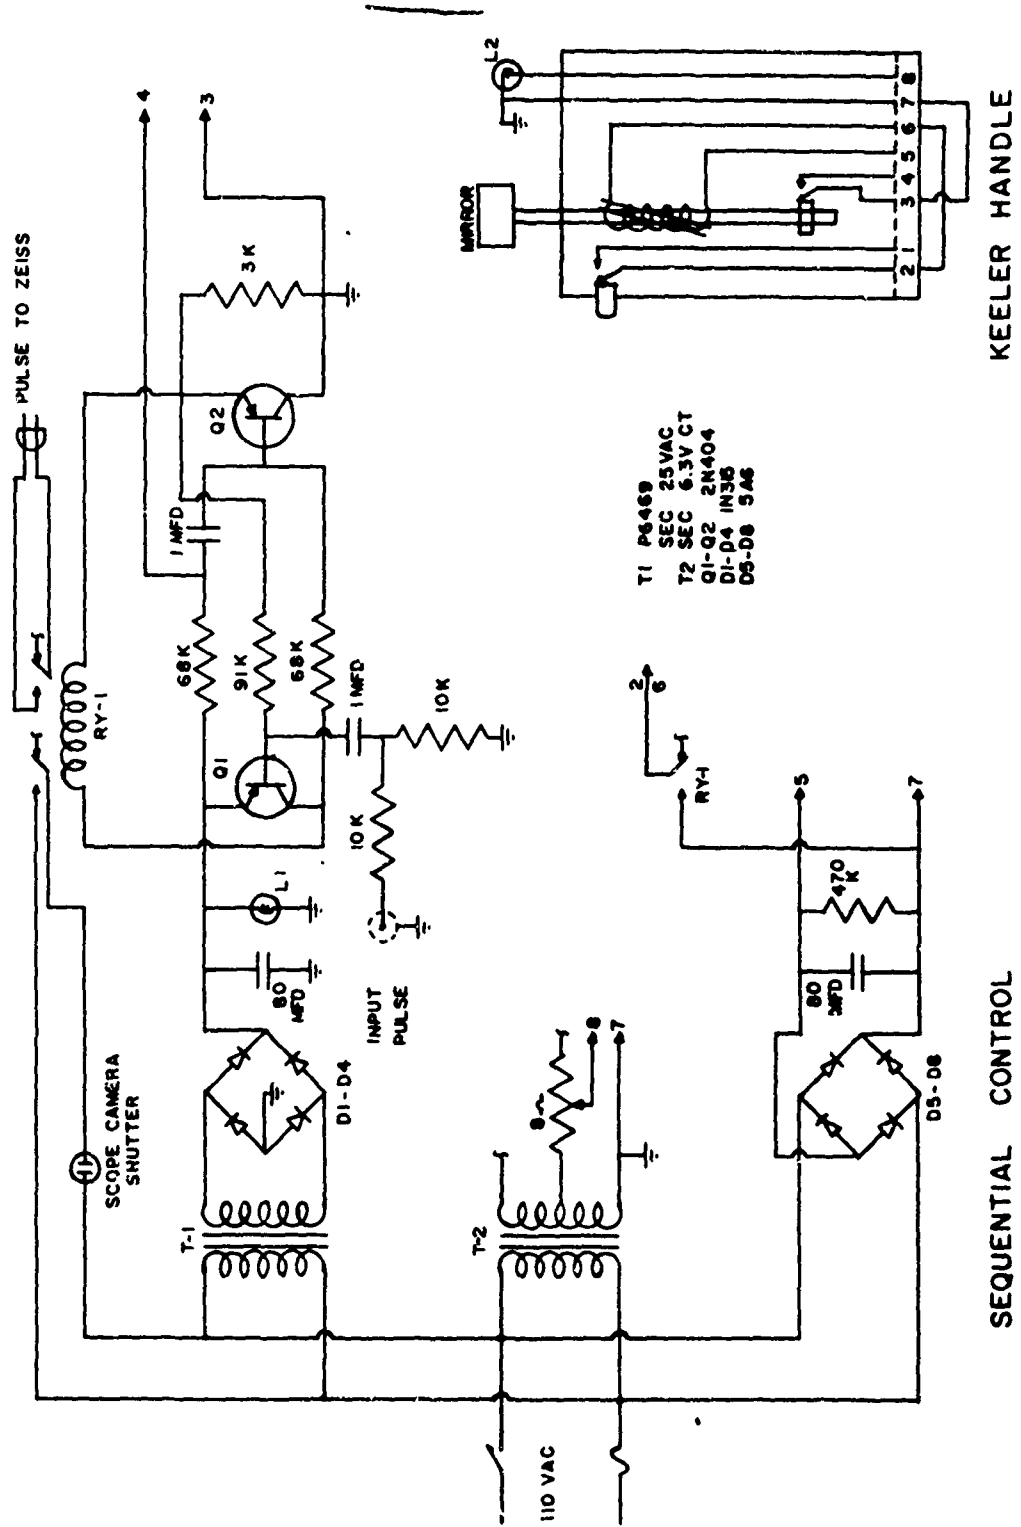 PULSE TO ZEISS
4
3
3 K
Q2
1 MFD
68K
91K
68K
1 MFD
10K
10K
RY-1
Q1
L1
80
MFD
INPUT
PULSE
SCOPE CAMERA
SHUTTER
D1-D4
T-1
T-2
8Ω
8
7
110 VAC
2
6
RY-1
5
7
470
K
80
MFD
D5-D8
T1 P6469
SEC 25VAC
T2 SEC 6.3V CT
Q1-Q2 2N404
D1-D4
D5-D8 5A6
L2
MIRROR
2 1 3 4 5 6 7 8
KEELER HANDLE
SEQUENTIAL CONTROL